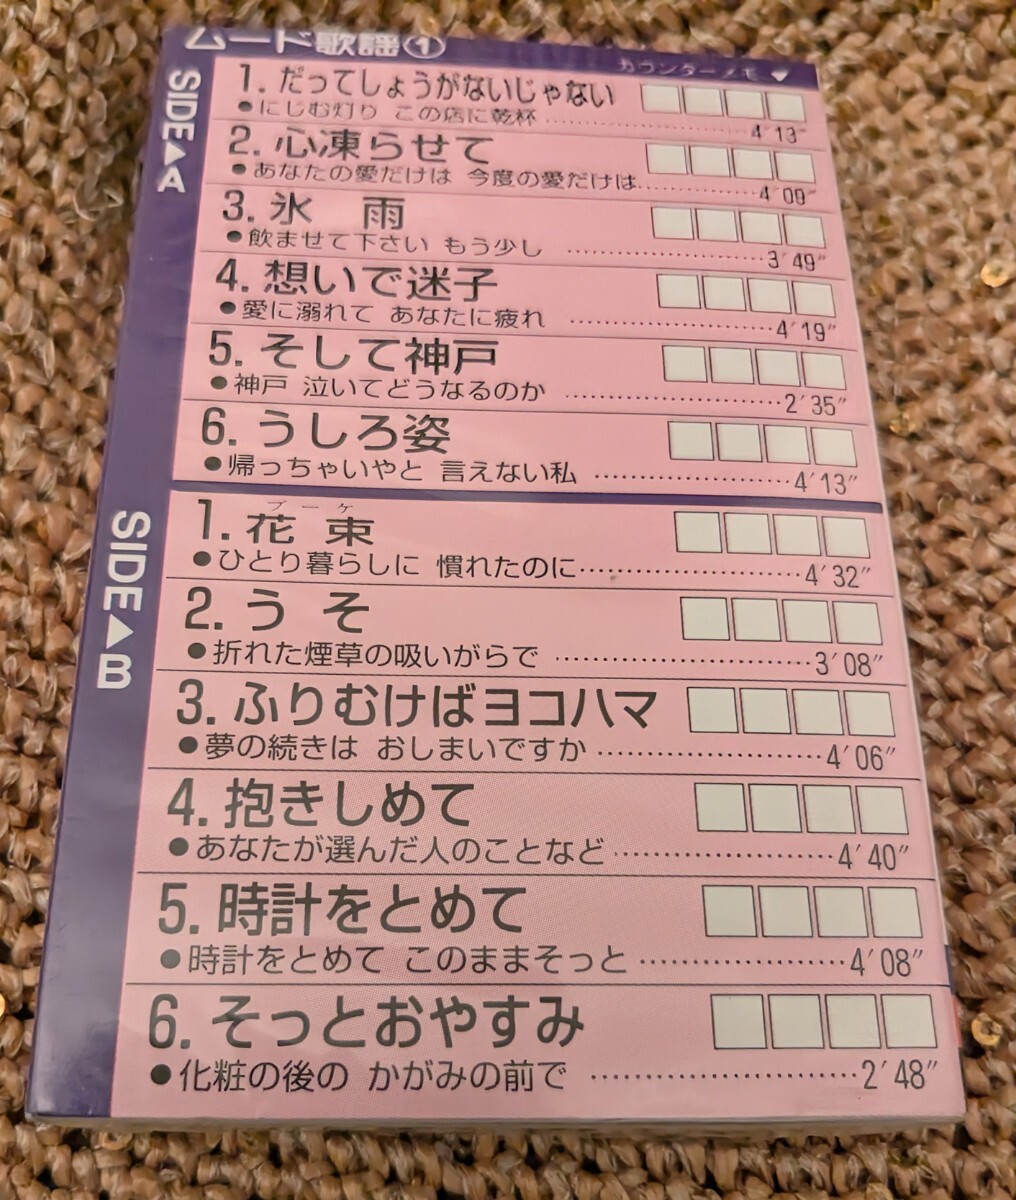 ムード歌謡①
カウンターメモ▼
SIDE▶A
1. だってしょうがないじゃない
●にじむ灯り この店に乾杯 4′13″
2. 心凍らせて
●あなたの愛だけは 今度の愛だけは 4′09″
3. 氷 雨
●飲ませて下さい もう少し 3′49″
4. 想いで迷子
●愛に溺れて あなたに疲れ 4′19″
5. そして神戸
●神戸 泣いてどうなるのか 2′35″
6. うしろ姿
●帰っちゃいやと 言えない私 4′13″
SIDE▶B
ブーケ
1. 花 束
●ひとり暮らしに 慣れたのに 4′32″
2. う そ
●折れた煙草の吸いがらで 3′08″
3. ふりむけばヨコハマ
●夢の続きは おしまいですか 4′06″
4. 抱きしめて
●あなたが選んだ人のことなど 4′40″
5. 時計をとめて
●時計をとめて このままそっと 4′08″
6. そっとおやすみ
●化粧の後の かがみの前で 2′48″